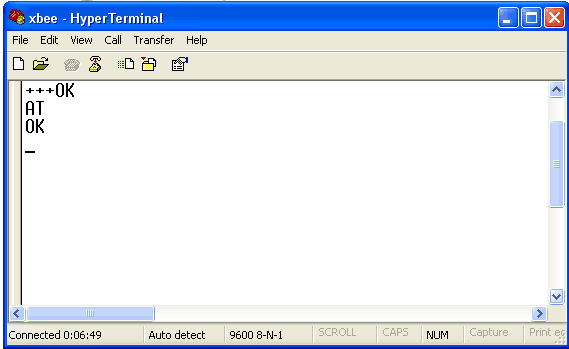 xbee - HyperTerminal
File Edit View Call Transfer Help
+++OK
AT
OK
Connected 0:06:49 Auto detect 9600 8-N-1 SCROLL CAPS NUM Capture Print ec